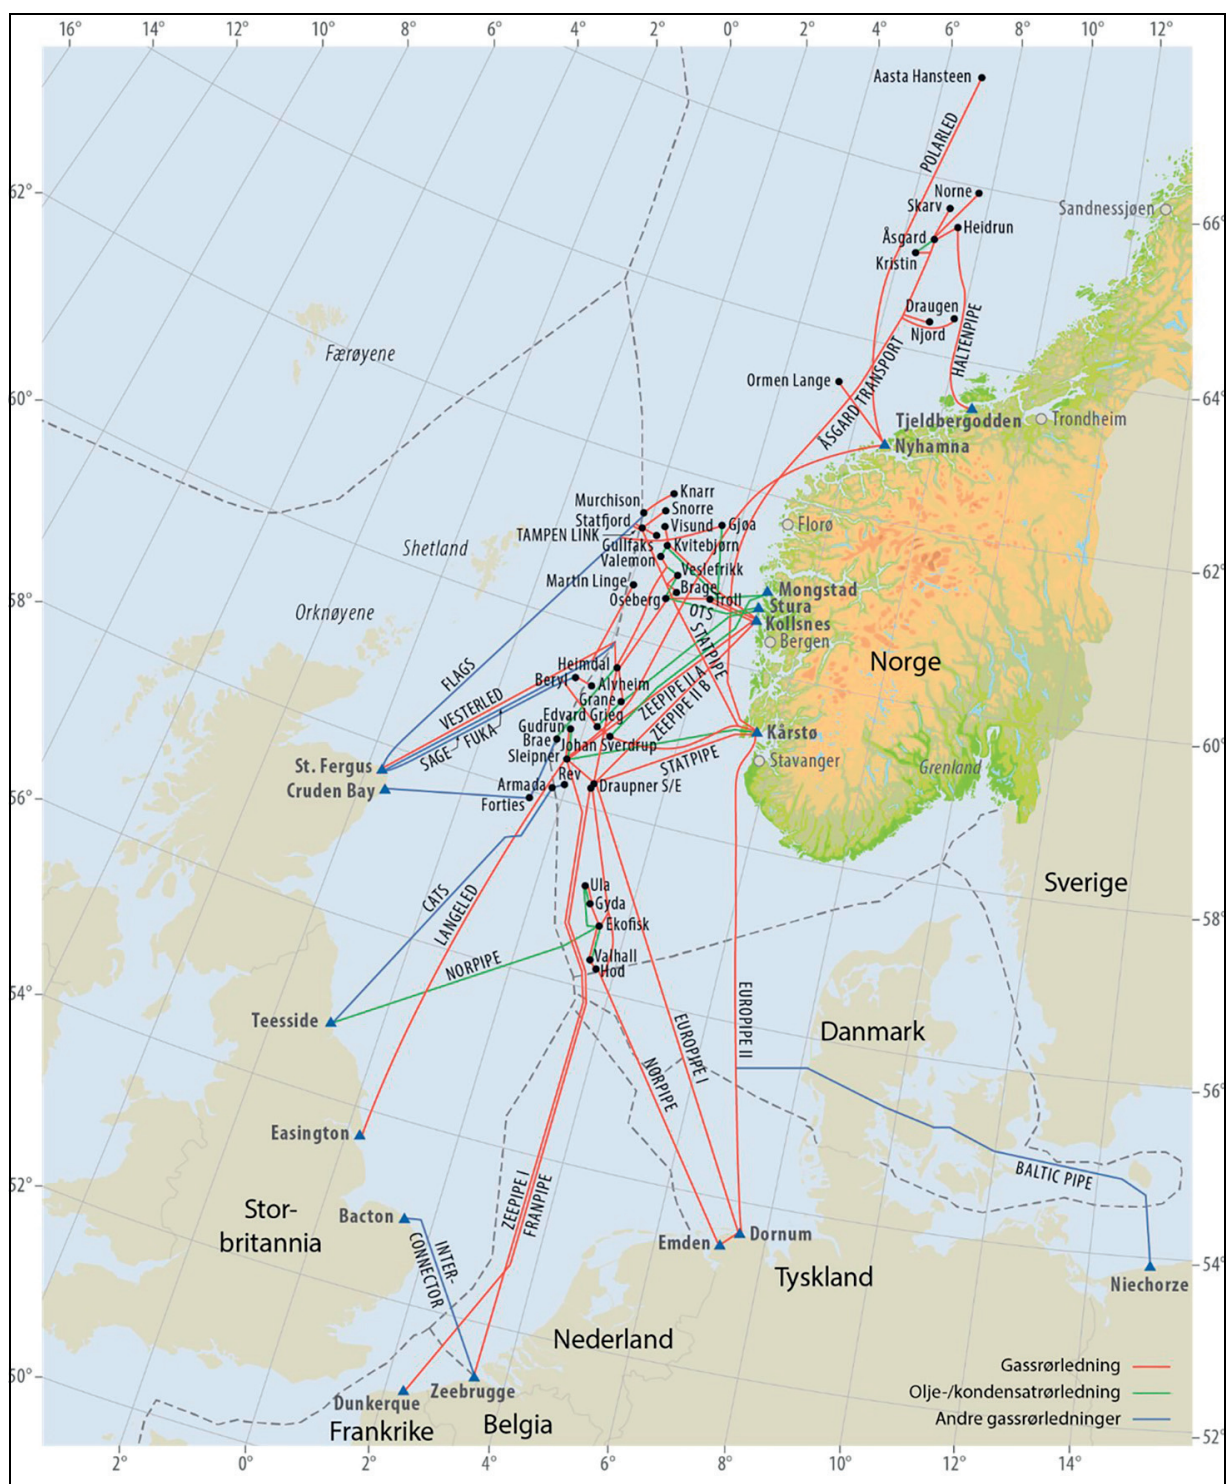 16° 14° 12° 10° 8° 6° 4° 2° 0° 2° 4° 6° 8° 10° 12°
Aasta Hansteen
POLARLED
62°
Norne
Skarv
Sandnessjøen
66°
Heidrun
Åsgard
Kristin
Draugen
Njord
HALTENPIPE
Færøyene
ÅSGARD TRANSPORT
Ormen Lange
60°
64°
Tjeldbergodden
Trondheim
Nyhamna
Knarr
Murchison
Snorre
Statfjord
Visund
Gjøa
Florø
TAMPEN LINK
Gullfaks
Kvitebjørn
Shetland
Valemon
Veslefrikk
62°
Martin Linge
Brage
Mongstad
58°
Oseberg
Troll
Stura
OTS
Kollsnes
Orknøyene
STATPIPE
Bergen
Norge
Heimdal
FLAGS
Beryl
Alvheim
ZEEPIPE II A
Grane
VESTERLED
ZEEPIPE II B
Edvard Grieg
Gudrun
SAGE
FUKA
Kårstø
Brae
Johan Sverdrup
60°
Sleipner
STATPIPE
Stavanger
St. Fergus
Grenland
Rev
Cruden Bay
Armada
Draupner S/E
56°
Forties
Ula
Sverige
CATS
Gyda
LANGELED
Ekofisk
58°
NORPIPE
Valhall
Hod
54°
Teesside
EUROPIPE II
Danmark
EUROPIPE I
NORPIPE
56°
Easington
BALTIC PIPE
52°
ZEEPIPE I
FRANPIPE
Stor-
britannia
Bacton
INTER-
CONNECTOR
Dornum
Emden
54°
Tyskland
Niechorze
Nederland
Gassrørledning
50°
Zeebrugge
Olje-/kondensatrørledning
Dunkerque
Andre gassrørledninger
Frankrike
Belgia
52°
2° 0° 2° 4° 6° 8° 10° 12° 14°